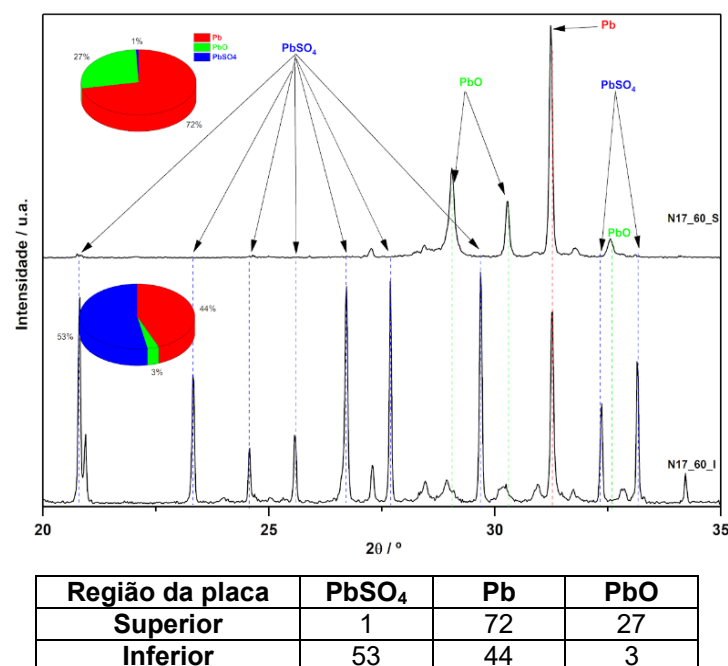 1%
27%
72%
Pb
PbO
PbSO4
PbSO₄
Pb
PbO
PbSO₄
N17_60_S
PbO
Intensidade / u.a.
44%
53%
3%
N17_60_I
20 25 30 35
2θ / º
Região da placa PbSO₄ Pb PbO
Superior 1 72 27
Inferior 53 44 3